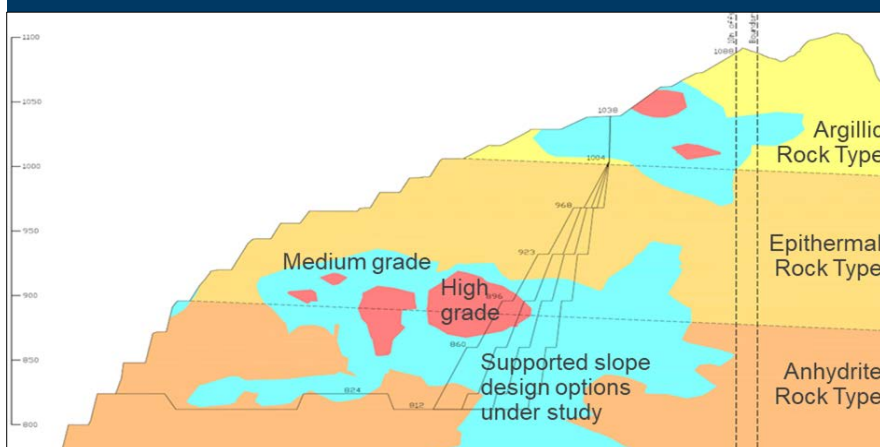 1100
1088
1050
1038
Argillic
Rock Type
1004
1000
968
950
923
Epithermal
Rock Type
Medium grade
High
grade
896
900
860
850
Supported slope
design options
under study
Anhydrite
Rock Type
824
812
800